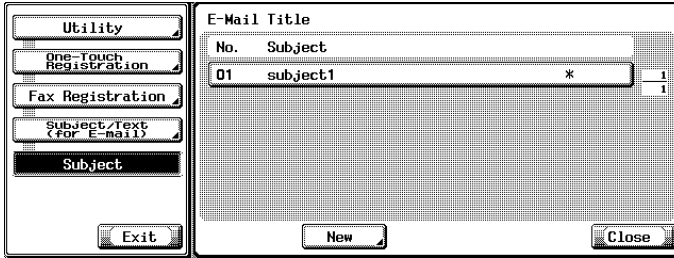 Utility
One-Touch
Registration
Fax Registration
Subject/Text
(for E-mail)
Subject
Exit
E-Mail Title
No. Subject
01 subject1 *
1
1
New
Close